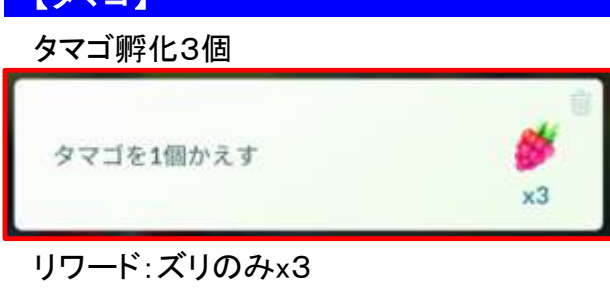 【タマゴ】
タマゴ孵化3個
タマゴを1個かえす
x3
リワード:ズリのみx3